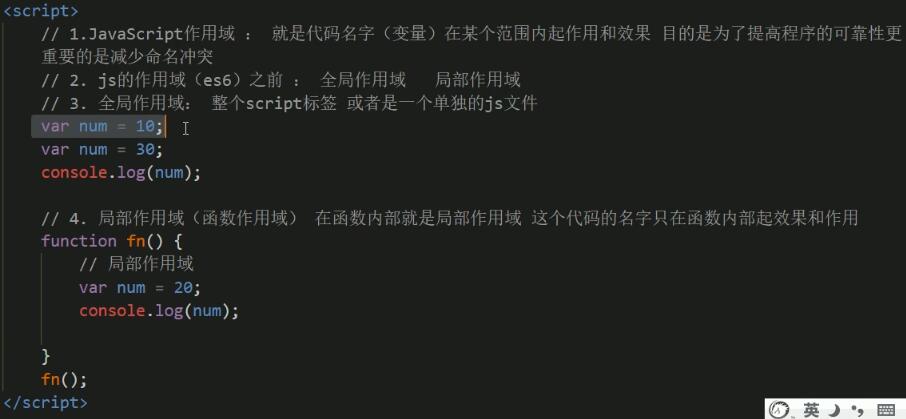 <script>
// 1.JavaScript作用域 ： 就是代码名字（变量）在某个范围内起作用和效果 目的是为了提高程序的可靠性更
重要的是减少命名冲突
// 2. js的作用域（es6）之前 ： 全局作用域   局部作用域
// 3. 全局作用域： 整个script标签 或者是一个单独的js文件
var num = 10;
var num = 30;
console.log(num);
// 4. 局部作用域（函数作用域） 在函数内部就是局部作用域 这个代码的名字只在函数内部起效果和作用
function fn() {
// 局部作用域
var num = 20;
console.log(num);
}
fn();
</script>
英